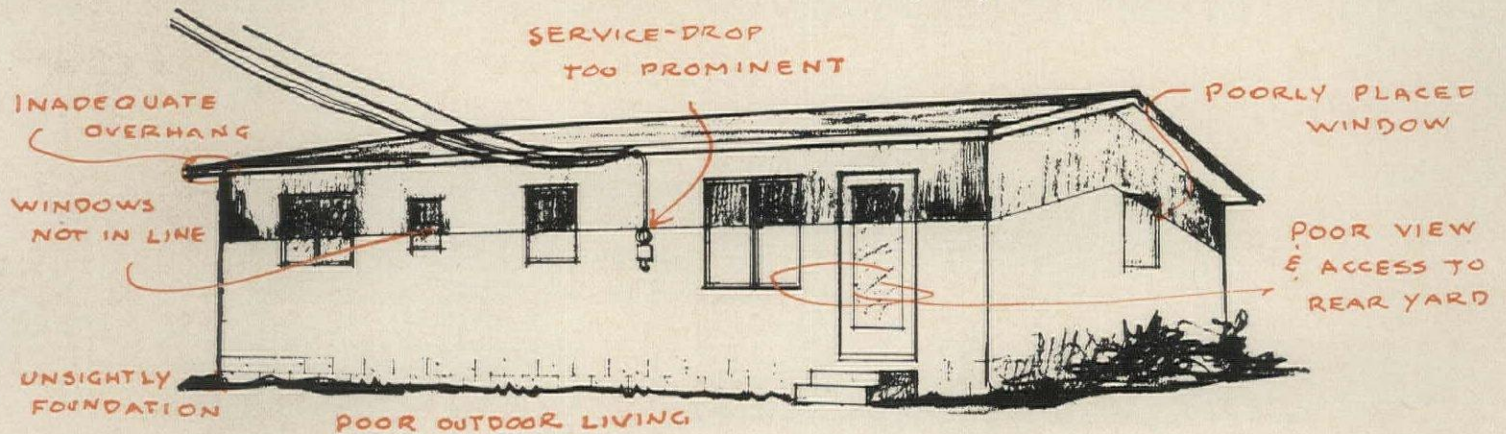 SERVICE-DROP
TOO PROMINENT
INADEQUATE
OVERHANG
POORLY PLACED
WINDOW
WINDOWS
NOT IN LINE
POOR VIEW
& ACCESS TO
REAR YARD
UNSIGHTLY
FOUNDATION
POOR OUTDOOR LIVING